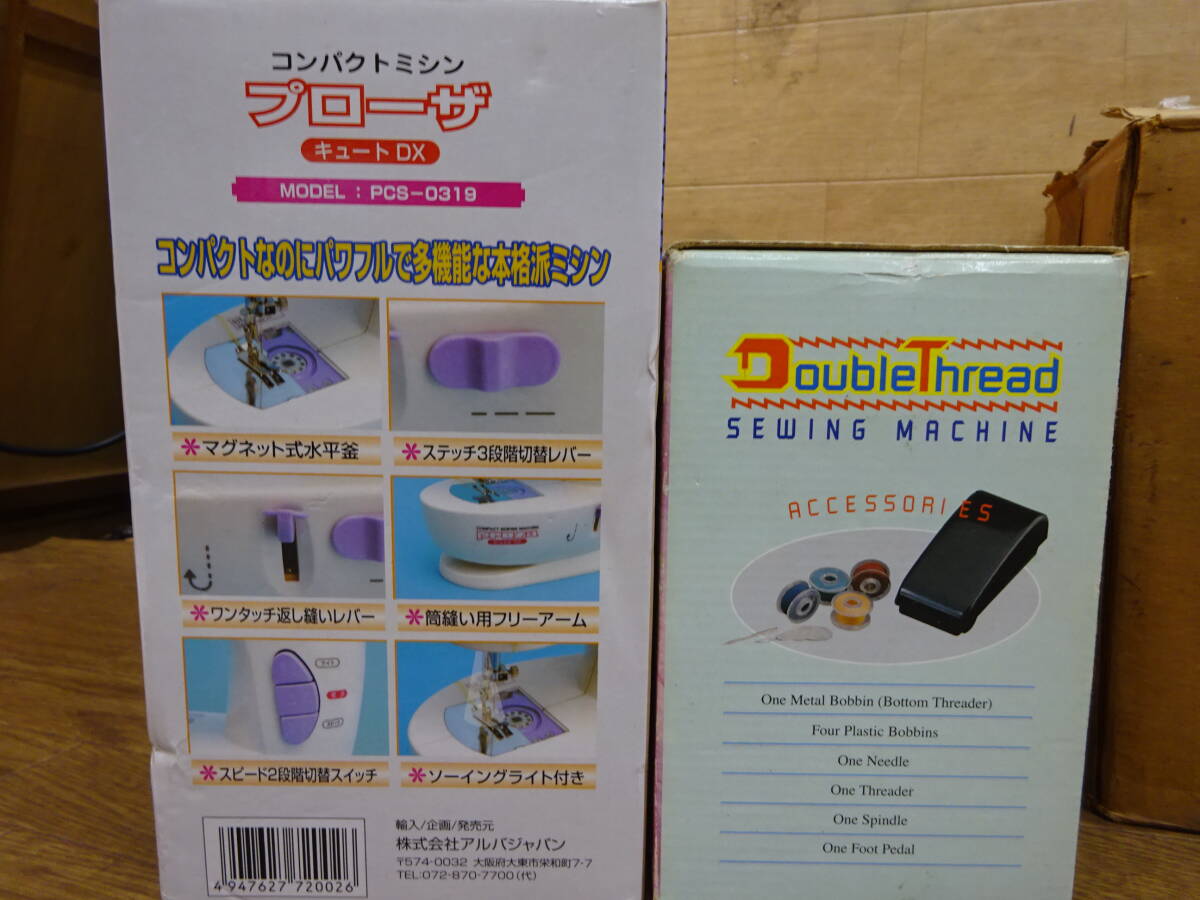 コンパクトミシン
プローザ
キュートDX
MODEL : PCS-0319
コンパクトなのにパワフルで多機能な本格派ミシン
*マグネット式水平釜
*ステッチ3段階切替レバー
*ワンタッチ返し縫いレバー
*筒縫い用フリーアーム
*スピード2段階切替スイッチ
*ソーイングライト付き
4 947627 720026
輸入/企画/発売元
株式会社アルバジャパン
〒574-0032 大阪府大東市栄和町7-7
TEL:072-870-7700(代)
DoubleThread
SEWING MACHINE
ACCESSORIES
One Metal Bobbin (Bottom Threader)
Four Plastic Bobbins
One Needle
One Threader
One Spindle
One Foot Pedal